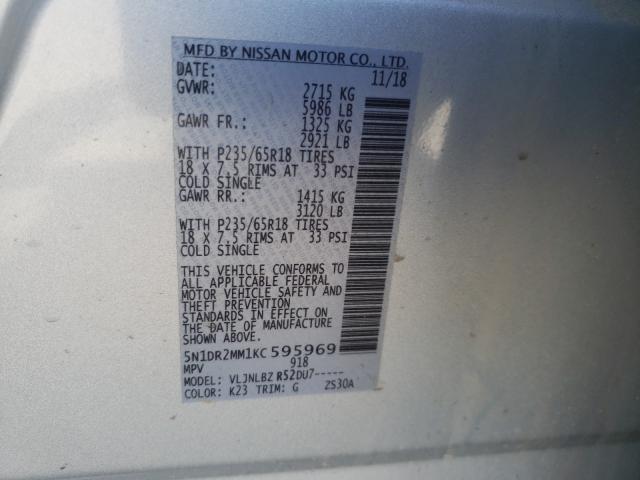 MFD BY NISSAN MOTOR CO., LTD.
DATE: 11/18
GVWR: 2715 KG
5986 LB
GAWR FR.: 1325 KG
2921 LB
WITH P235/65R18 TIRES
18 X 7.5 RIMS AT 33 PSI
COLD SINGLE
GAWR RR.: 1415 KG
3120 LB
WITH P235/65R18 TIRES
18 X 7.5 RIMS AT 33 PSI
COLD SINGLE
THIS VEHICLE CONFORMS TO
ALL APPLICABLE FEDERAL
MOTOR VEHICLE SAFETY AND
THEFT PREVENTION
STANDARDS IN EFFECT ON
THE DATE OF MANUFACTURE
SHOWN ABOVE.
5N1DR2MM1KC595969
MPV 918
MODEL: VLJNLBZ R52DU7-----
COLOR: K23 TRIM: G ZS30A